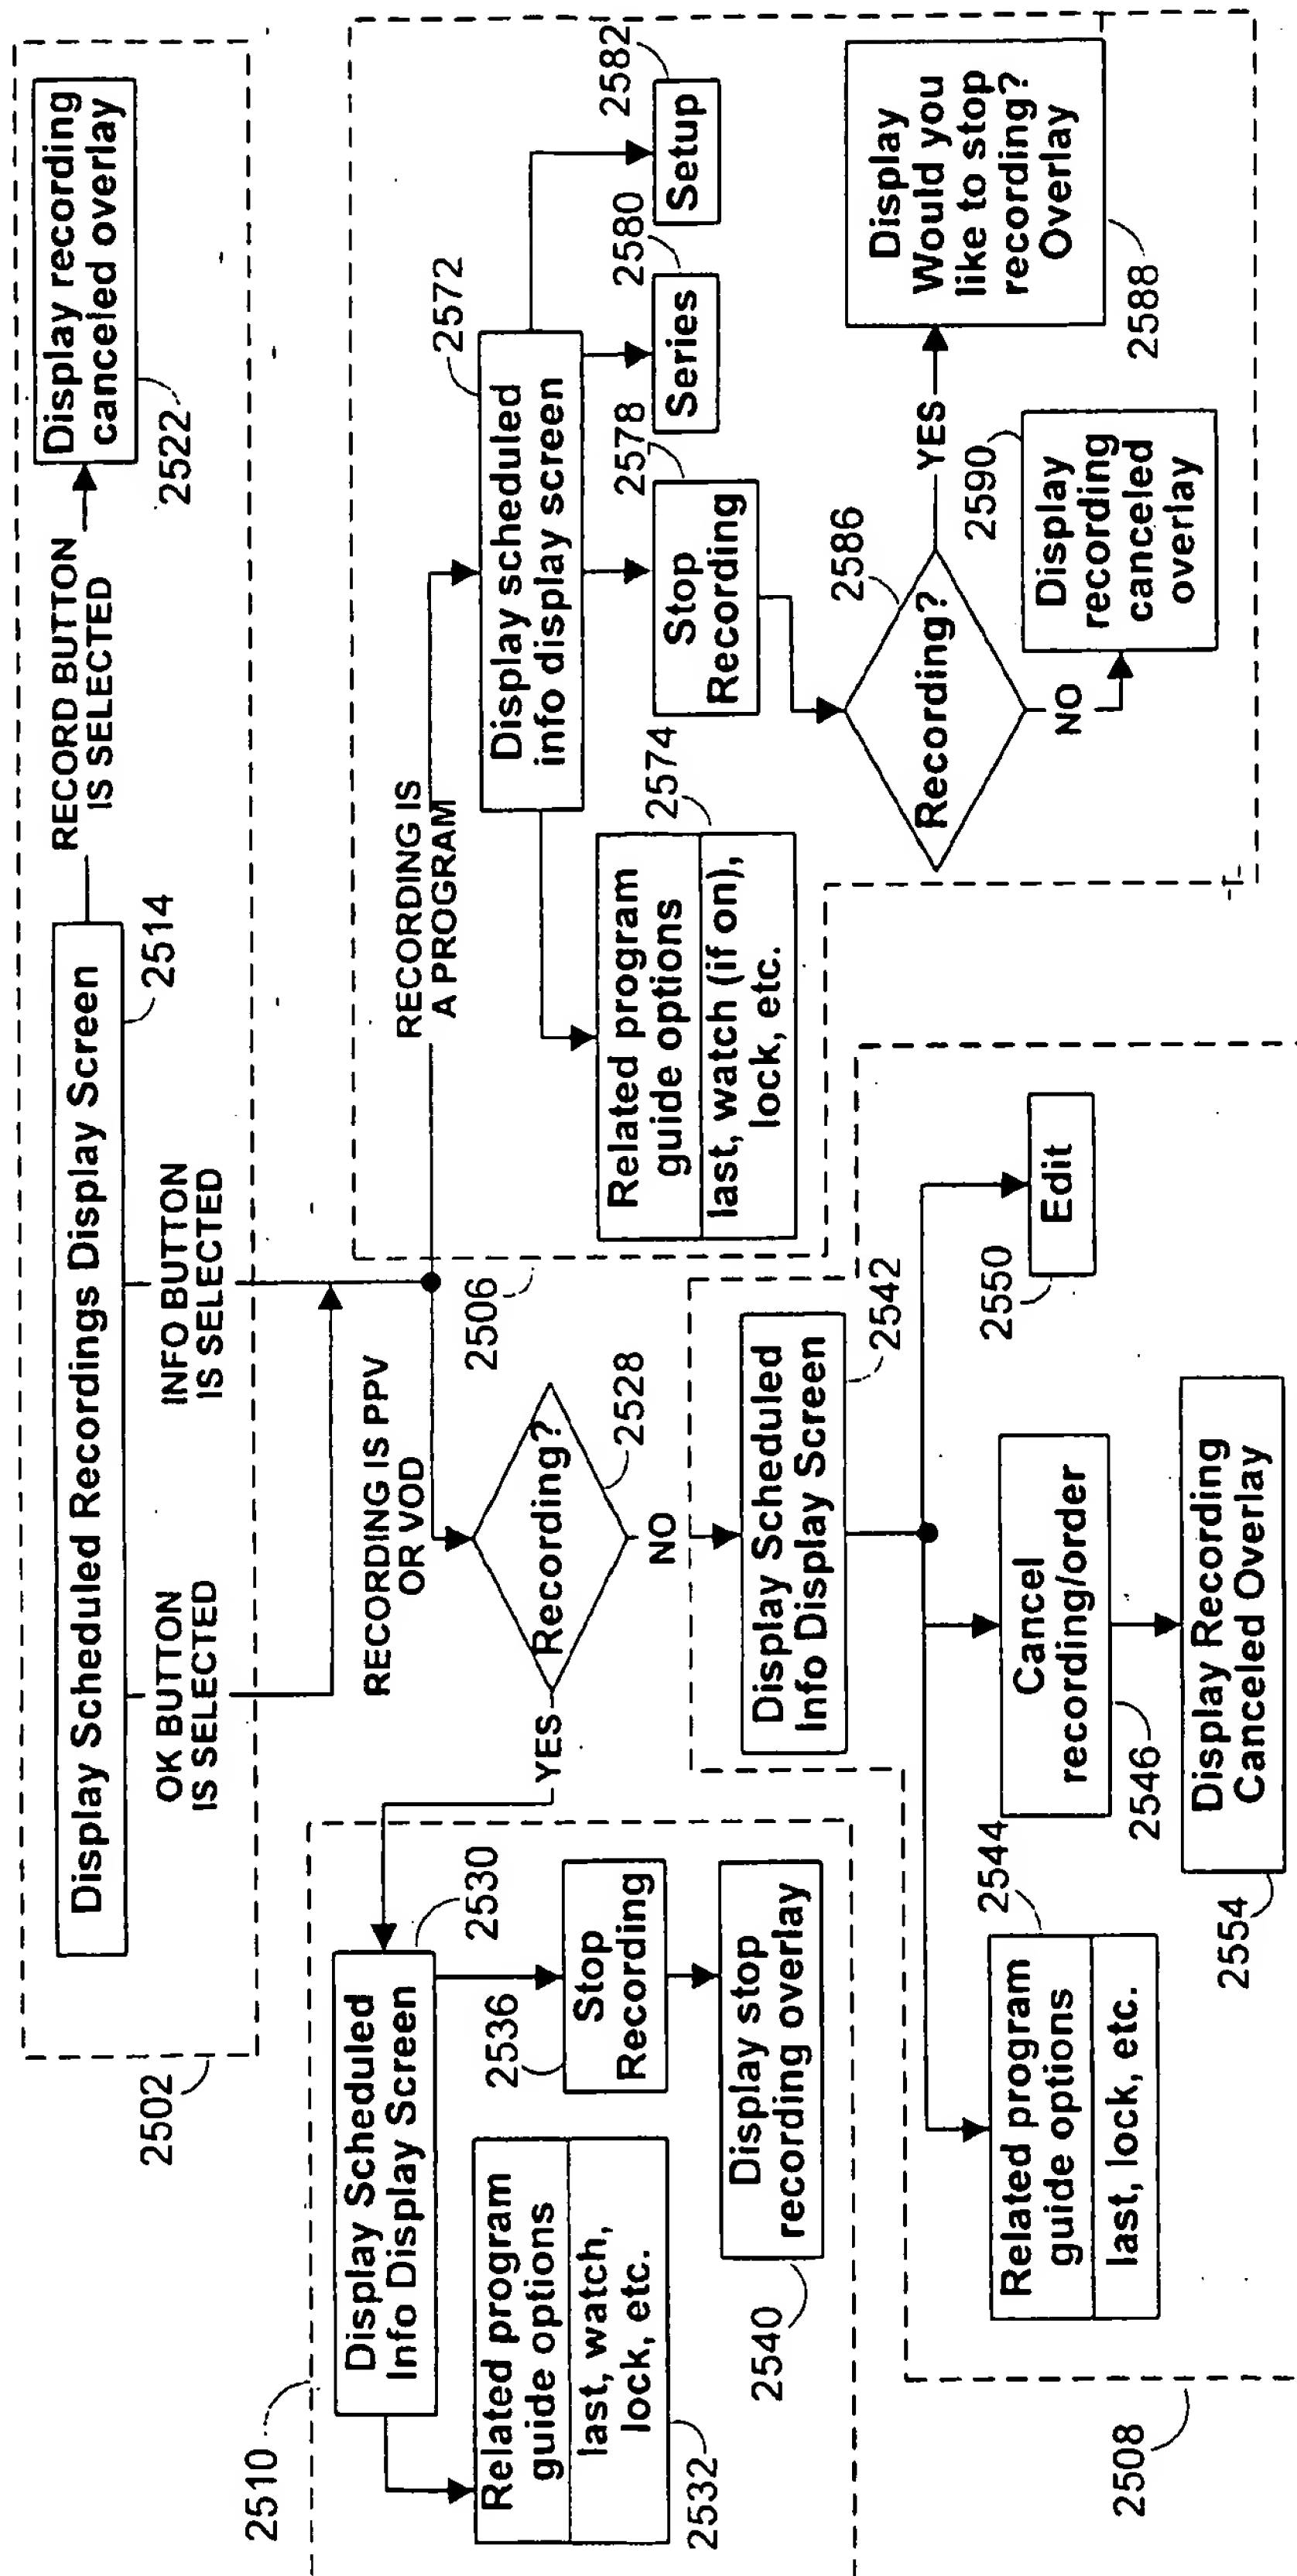 2502
Display Scheduled Recordings Display Screen
2514
RECORD BUTTON
IS SELECTED
Display recording
canceled overlay
2522
OK BUTTON
IS SELECTED
INFO BUTTON
IS SELECTED
RECORDING IS PPV
OR VOD
RECORDING IS
A PROGRAM
2510
Display Scheduled
Info Display Screen
2530
Related program
guide options
last, watch,
lock, etc.
2532
2536
Stop
Recording
Display stop
recording overlay
2540
YES
Recording?
2528
NO
2506
Display scheduled
info display screen
2572
Related program
guide options
last, watch (if on),
lock, etc.
2574
Stop
Recording
2578
Series
2580
Setup
2582
Recording?
2586
YES
Display
Would you
like to stop
recording?
Overlay
2588
NO
Display
recording
canceled
overlay
2590
2508
Display Scheduled
Info Display Screen
2542
Related program
guide options
last, lock, etc.
2544
Cancel
recording/order
2546
Edit
2550
Display Recording
Canceled Overlay
2554